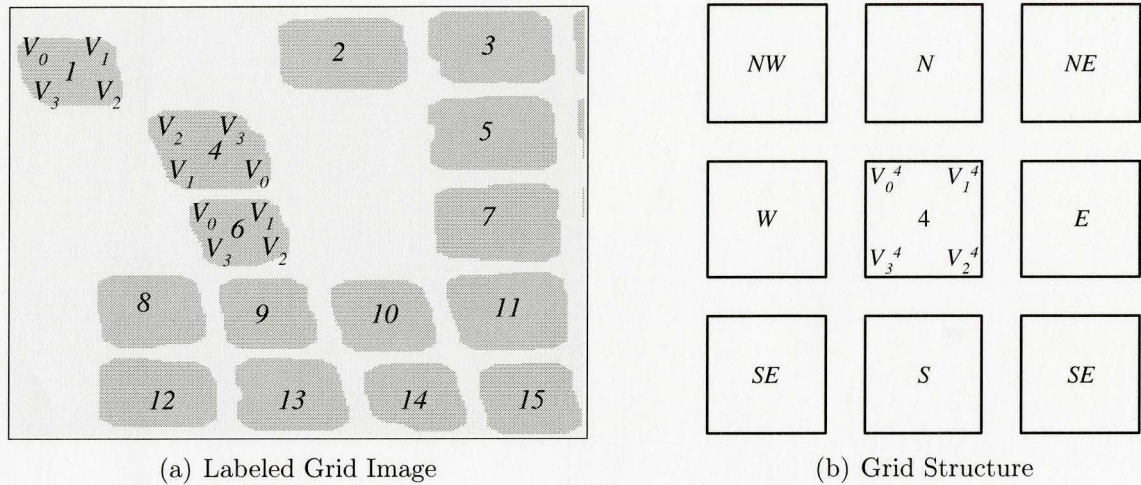 V0 V1
1
V3 V2
2
3
V2 V3
4
V1 V0
5
V0 V1
6
V3 V2
7
8
9
10
11
12
13
14
15
(a) Labeled Grid Image
NW N NE
W
V0^4 V1^4
4
V3^4 V2^4
E
SE S SE
(b) Grid Structure